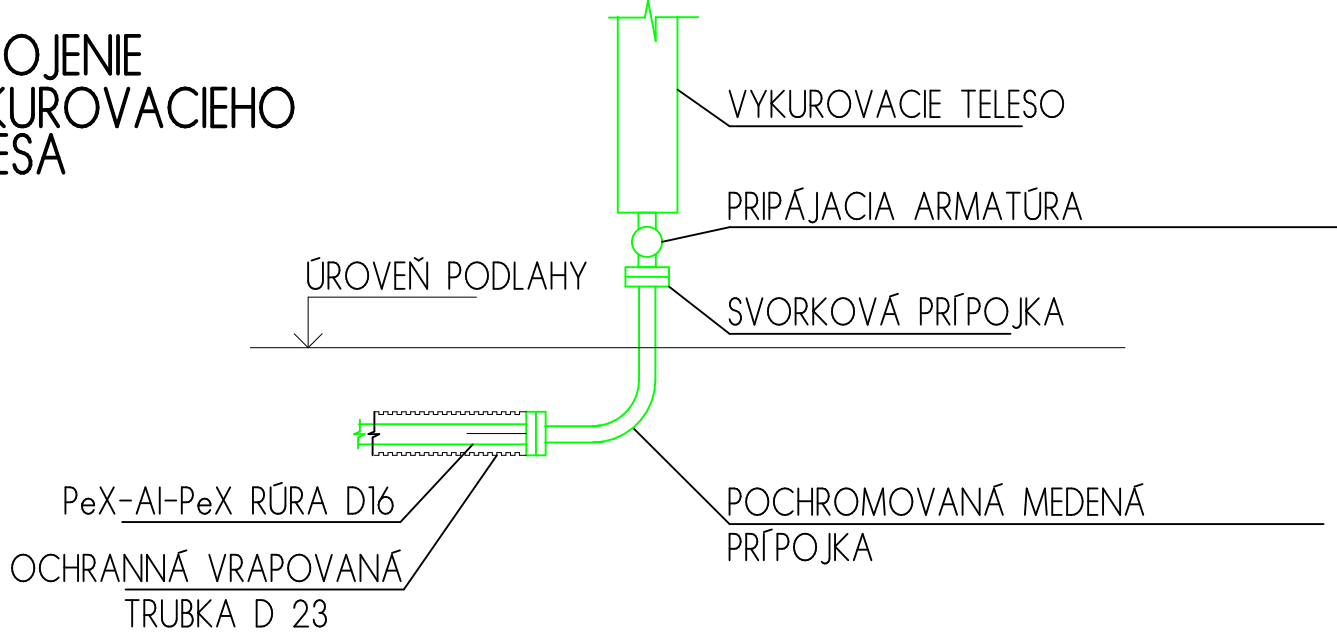 OJENIE
KUROVACIEHO
ESA
VYKUROVACIE TELESO
PRIPÁJACIA ARMATÚRA
ÚROVEŇ PODLAHY
SVORKOVÁ PRÍPOJKA
PeX-Al-PeX RÚRA D16
POCHROMOVANÁ MEDENÁ
PRÍPOJKA
OCHRANNÁ VRAPOVANÁ
TRUBKA D 23